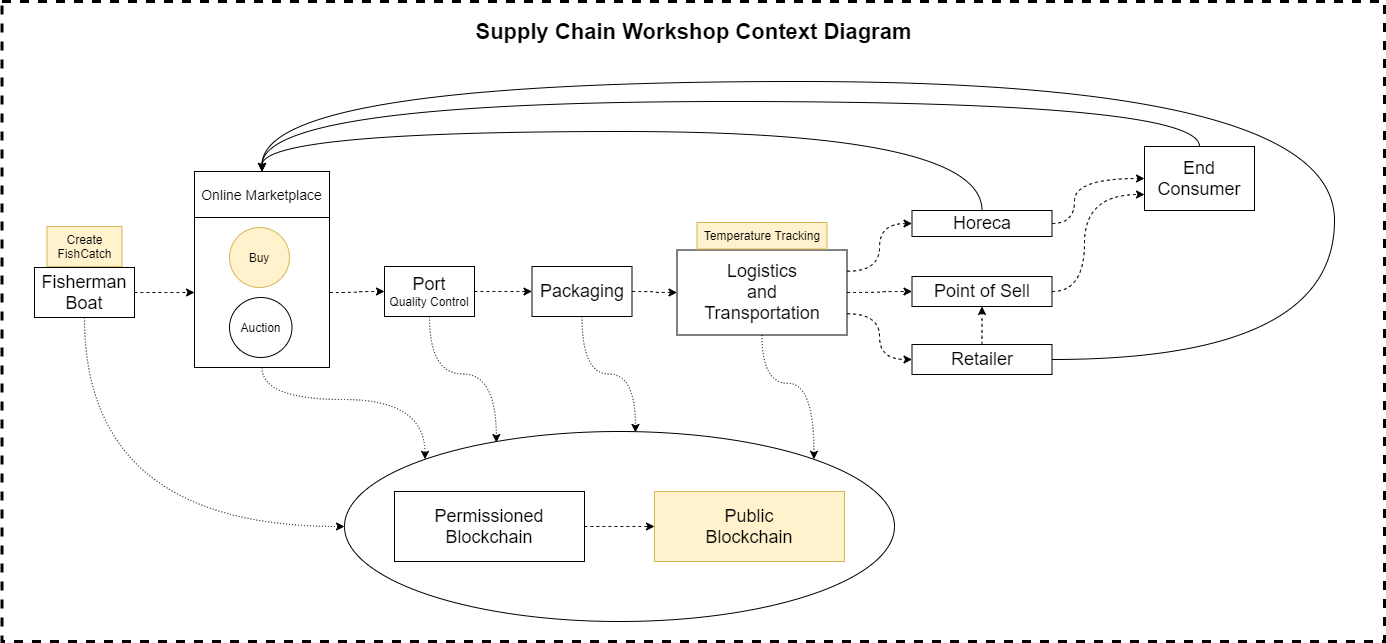 Supply Chain Workshop Context Diagram
Create
FishCatch
Fisherman
Boat
Online Marketplace
Buy
Auction
Port
Quality Control
Packaging
Temperature Tracking
Logistics
and
Transportation
Horeca
Point of Sell
Retailer
End
Consumer
Permissioned
Blockchain
Public
Blockchain